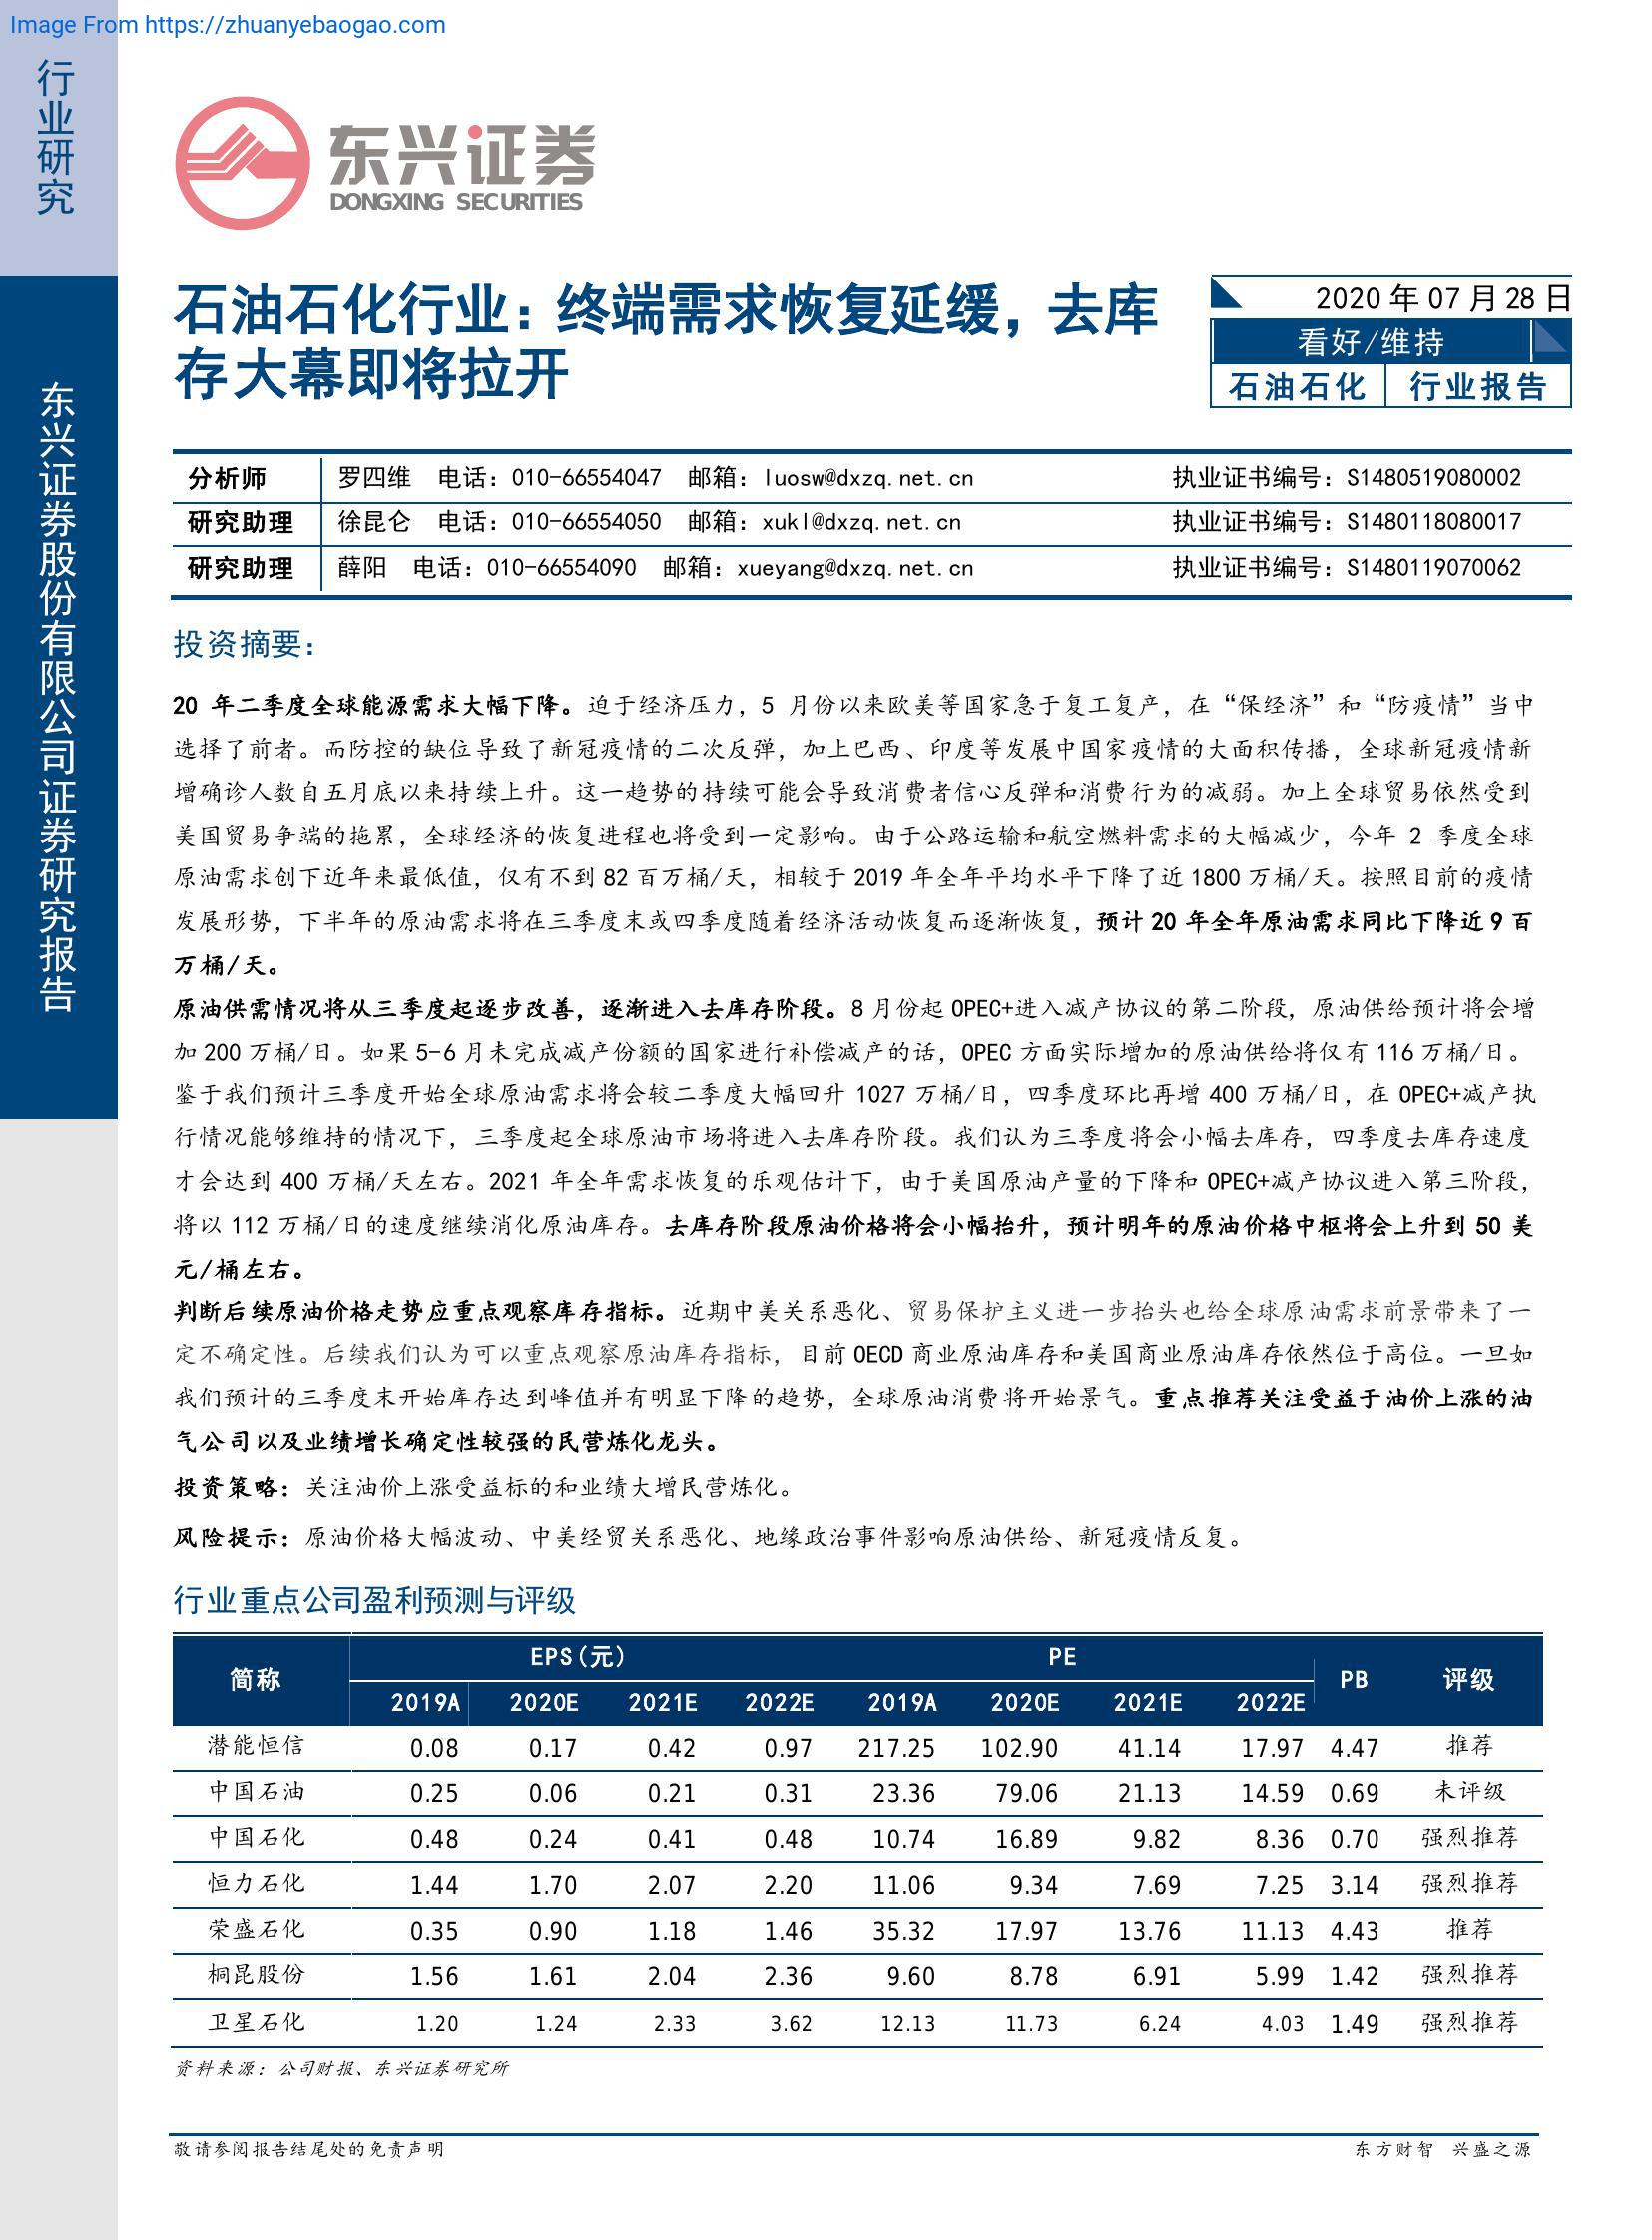 Image From https://zhuanyebaogao.com
行业研究
东兴证券股份有限公司证券研究报告
东兴证券
DONGXING SECURITIES
石油石化行业：终端需求恢复延缓，去库
存大幕即将拉开
2020 年 07 月 28 日
看好/维持
石油石化 行业报告
分析师 罗四维 电话：010-66554047 邮箱：luosw@dxzq.net.cn 执业证书编号：S1480519080002
研究助理 徐昆仑 电话：010-66554050 邮箱：xukl@dxzq.net.cn 执业证书编号：S1480118080017
研究助理 薛阳 电话：010-66554090 邮箱：xueyang@dxzq.net.cn 执业证书编号：S1480119070062
投资摘要：
20 年二季度全球能源需求大幅下降。迫于经济压力，5 月份以来欧美等国家急于复工复产，在“保经济”和“防疫情”当中
选择了前者。而防控的缺位导致了新冠疫情的二次反弹，加上巴西、印度等发展中国家疫情的大面积传播，全球新冠疫情新
增确诊人数自五月底以来持续上升。这一趋势的持续可能会导致消费者信心反弹和消费行为的减弱。加上全球贸易依然受到
美国贸易争端的拖累，全球经济的恢复进程也将受到一定影响。由于公路运输和航空燃料需求的大幅减少，今年 2 季度全球
原油需求创下近年来最低值，仅有不到 82 百万桶/天，相较于 2019 年全年平均水平下降了近 1800 万桶/天。按照目前的疫情
发展形势，下半年的原油需求将在三季度末或四季度随着经济活动恢复而逐渐恢复，预计 20 年全年原油需求同比下降近 9 百
万桶/天。
原油供需情况将从三季度起逐步改善，逐渐进入去库存阶段。8 月份起 OPEC+进入减产协议的第二阶段，原油供给预计将会增
加 200 万桶/日。如果 5-6 月未完成减产份额的国家进行补偿减产的话，OPEC 方面实际增加的原油供给将仅有 116 万桶/日。
鉴于我们预计三季度开始全球原油需求将会较二季度大幅回升 1027 万桶/日，四季度环比再增 400 万桶/日，在 OPEC+减产执
行情况能够维持的情况下，三季度起全球原油市场将进入去库存阶段。我们认为三季度将会小幅去库存，四季度去库存速度
才会达到 400 万桶/天左右。2021 年全年需求恢复的乐观估计下，由于美国原油产量的下降和 OPEC+减产协议进入第三阶段，
将以 112 万桶/日的速度继续消化原油库存。去库存阶段原油价格将会小幅抬升，预计明年的原油价格中枢将会上升到 50 美
元/桶左右。
判断后续原油价格走势应重点观察库存指标。近期中美关系恶化、贸易保护主义进一步抬头也给全球原油需求前景带来了一
定不确定性。后续我们认为可以重点观察原油库存指标，目前 OECD 商业原油库存和美国商业原油库存依然位于高位。一旦如
我们预计的三季度末开始库存达到峰值并有明显下降的趋势，全球原油消费将开始景气。重点推荐关注受益于油价上涨的油
气公司以及业绩增长确定性较强的民营炼化龙头。
投资策略：关注油价上涨受益标的和业绩大增民营炼化。
风险提示：原油价格大幅波动、中美经贸关系恶化、地缘政治事件影响原油供给、新冠疫情反复。
行业重点公司盈利预测与评级
简称 EPS(元) PE PB 评级
2019A 2020E 2021E 2022E 2019A 2020E 2021E 2022E
潜能恒信 0.08 0.17 0.42 0.97 217.25 102.90 41.14 17.97 4.47 推荐
中国石油 0.25 0.06 0.21 0.31 23.36 79.06 21.13 14.59 0.69 未评级
中国石化 0.48 0.24 0.41 0.48 10.74 16.89 9.82 8.36 0.70 强烈推荐
恒力石化 1.44 1.70 2.07 2.20 11.06 9.34 7.69 7.25 3.14 强烈推荐
荣盛石化 0.35 0.90 1.18 1.46 35.32 17.97 13.76 11.13 4.43 推荐
桐昆股份 1.56 1.61 2.04 2.36 9.60 8.78 6.91 5.99 1.42 强烈推荐
卫星石化 1.20 1.24 2.33 3.62 12.13 11.73 6.24 4.03 1.49 强烈推荐
资料来源：公司财报、东兴证券研究所
敬请参阅报告结尾处的免责声明
东方财智 兴盛之源